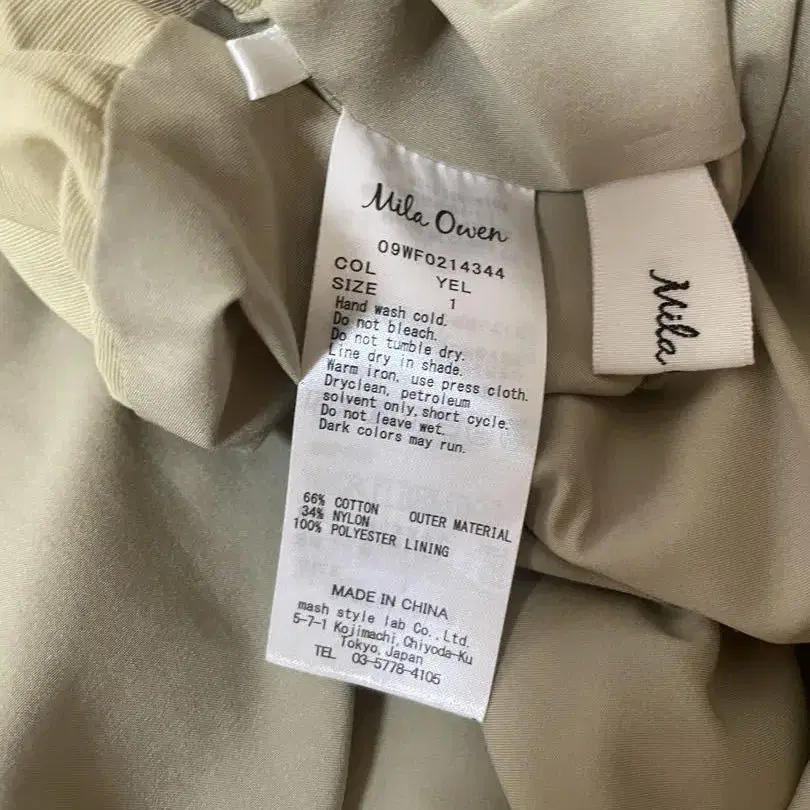 Mila Owen
09WF0214344
COL YEL
SIZE 1
Hand wash cold.
Do not bleach.
Do not tumble dry.
Line dry in shade.
Warm iron, use press cloth.
Dryclean, petroleum
solvent only, short cycle.
Do not leave wet.
Dark colors may run.
66% COTTON
34% NYLON OUTER MATERIAL
100% POLYESTER LINING
MADE IN CHINA
mash style lab Co., Ltd.
5-7-1 Kojimachi, Chiyoda-Ku
Tokyo, Japan
TEL 03-5778-4105
Mila